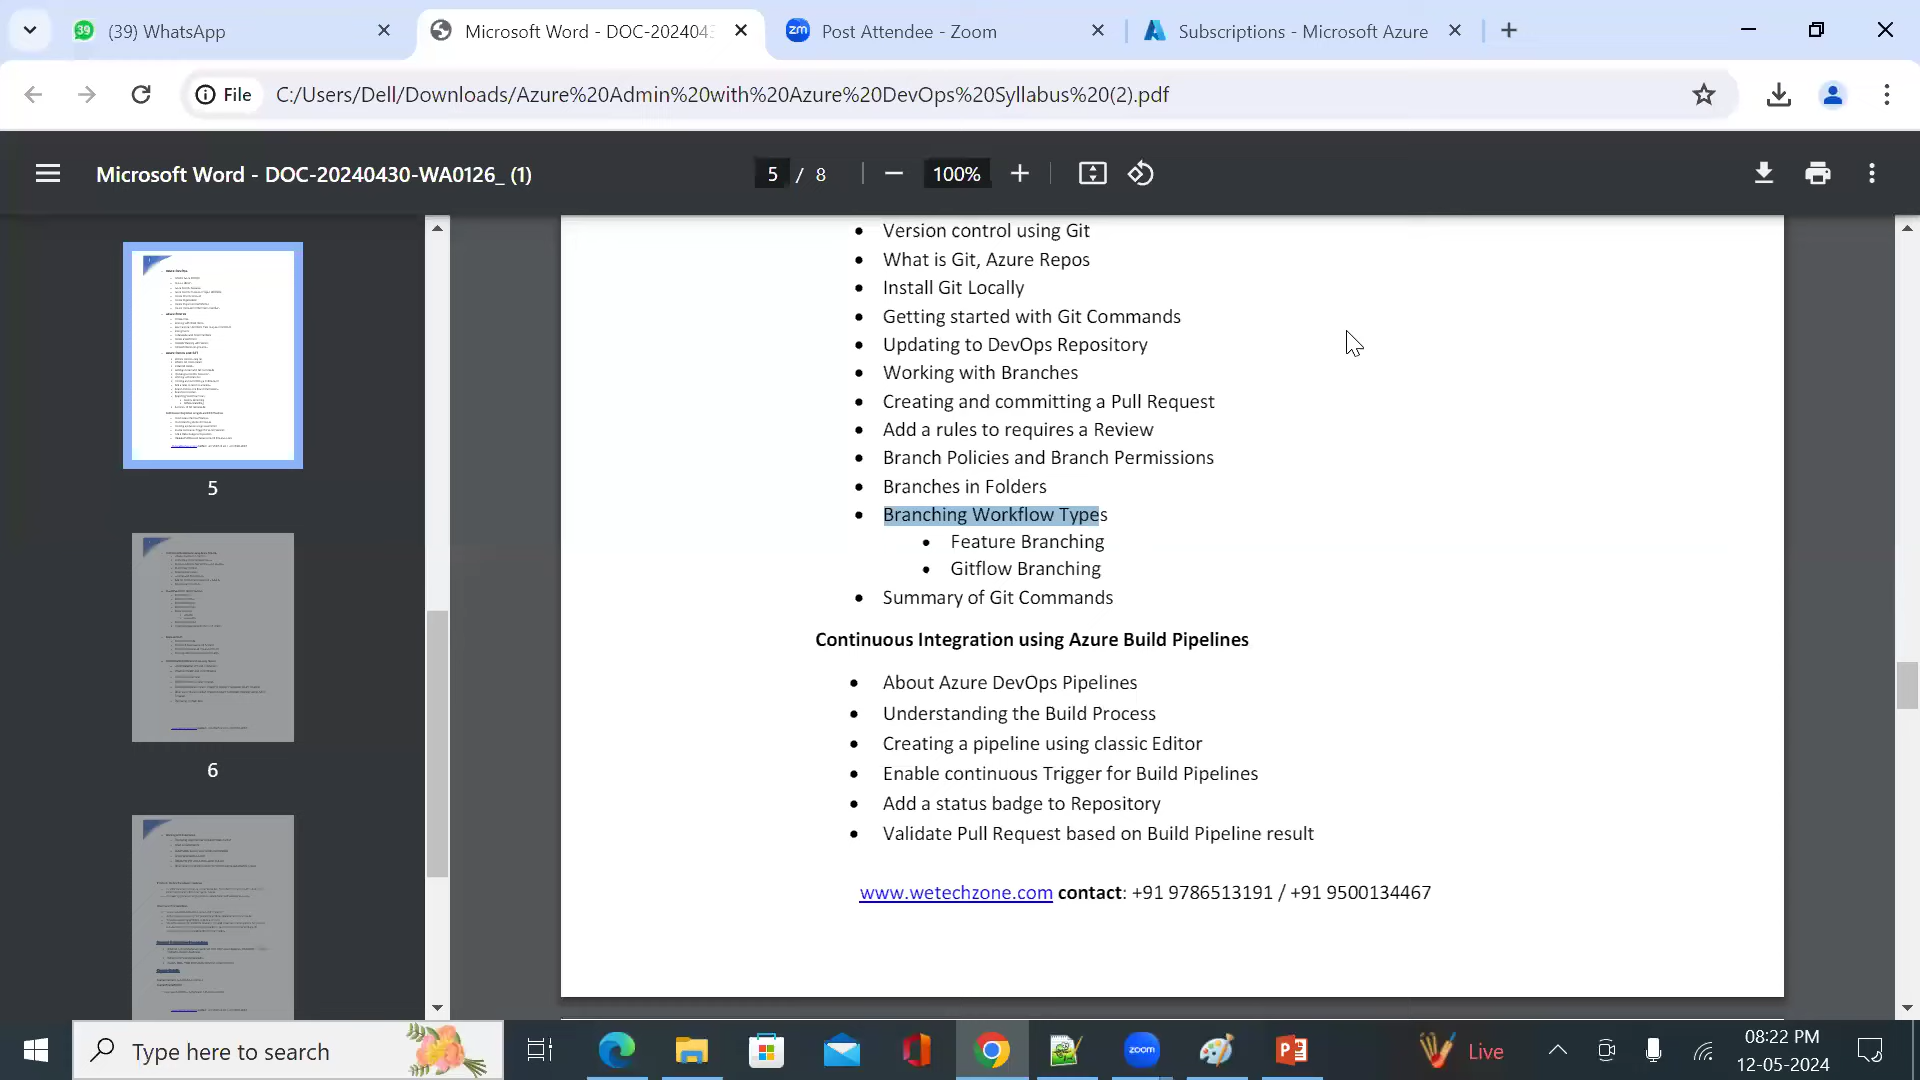 (39) WhatsApp
Microsoft Word - DOC-202404
Post Attendee - Zoom
Subscriptions - Microsoft Azure
File
C:/Users/Dell/Downloads/Azure%20Admin%20with%20Azure%20DevOps%20Syllabus%20(2).pdf
Microsoft Word - DOC-20240430-WA0126_ (1)
5 / 8
100%
• Version control using Git
• What is Git, Azure Repos
• Install Git Locally
• Getting started with Git Commands
• Updating to DevOps Repository
• Working with Branches
• Creating and committing a Pull Request
• Add a rules to requires a Review
• Branch Policies and Branch Permissions
• Branches in Folders
• Branching Workflow Types
• Feature Branching
• Gitflow Branching
• Summary of Git Commands
Continuous Integration using Azure Build Pipelines
• About Azure DevOps Pipelines
• Understanding the Build Process
• Creating a pipeline using classic Editor
• Enable continuous Trigger for Build Pipelines
• Add a status badge to Repository
• Validate Pull Request based on Build Pipeline result
www.wetechzone.com contact: +91 9786513191 / +91 9500134467
5
6
Type here to search
zoom
Live
08:22 PM
12-05-2024